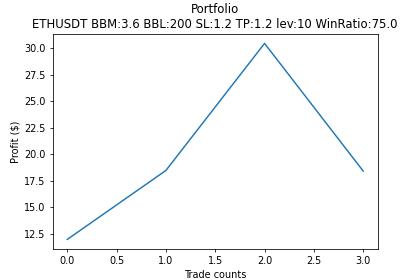 Portfolio
ETHUSDT BBM:3.6 BBL:200 SL:1.2 TP:1.2 lev:10 WinRatio:75.0
30.0
27.5
25.0
22.5
20.0
17.5
15.0
12.5
Profit ($)
0.0 0.5 1.0 1.5 2.0 2.5 3.0
Trade counts